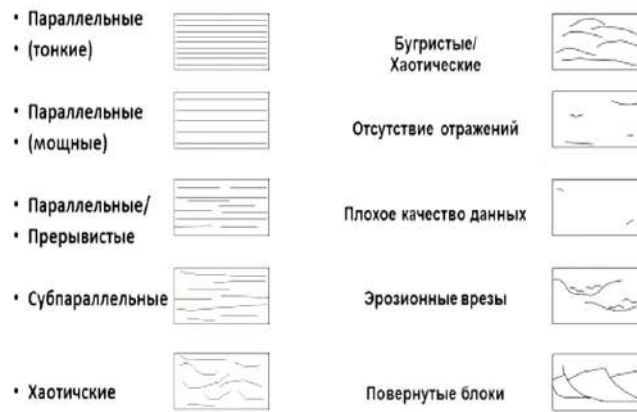 • Параллельные
• (тонкие)
• Параллельные
• (мощные)
• Параллельные/
• Прерывистые
• Субпараллельные
• Хаотичские
Бугристые/
Хаотические
Отсутствие отражений
Плохое качество данных
Эрозионные врезы
Повернутые блоки